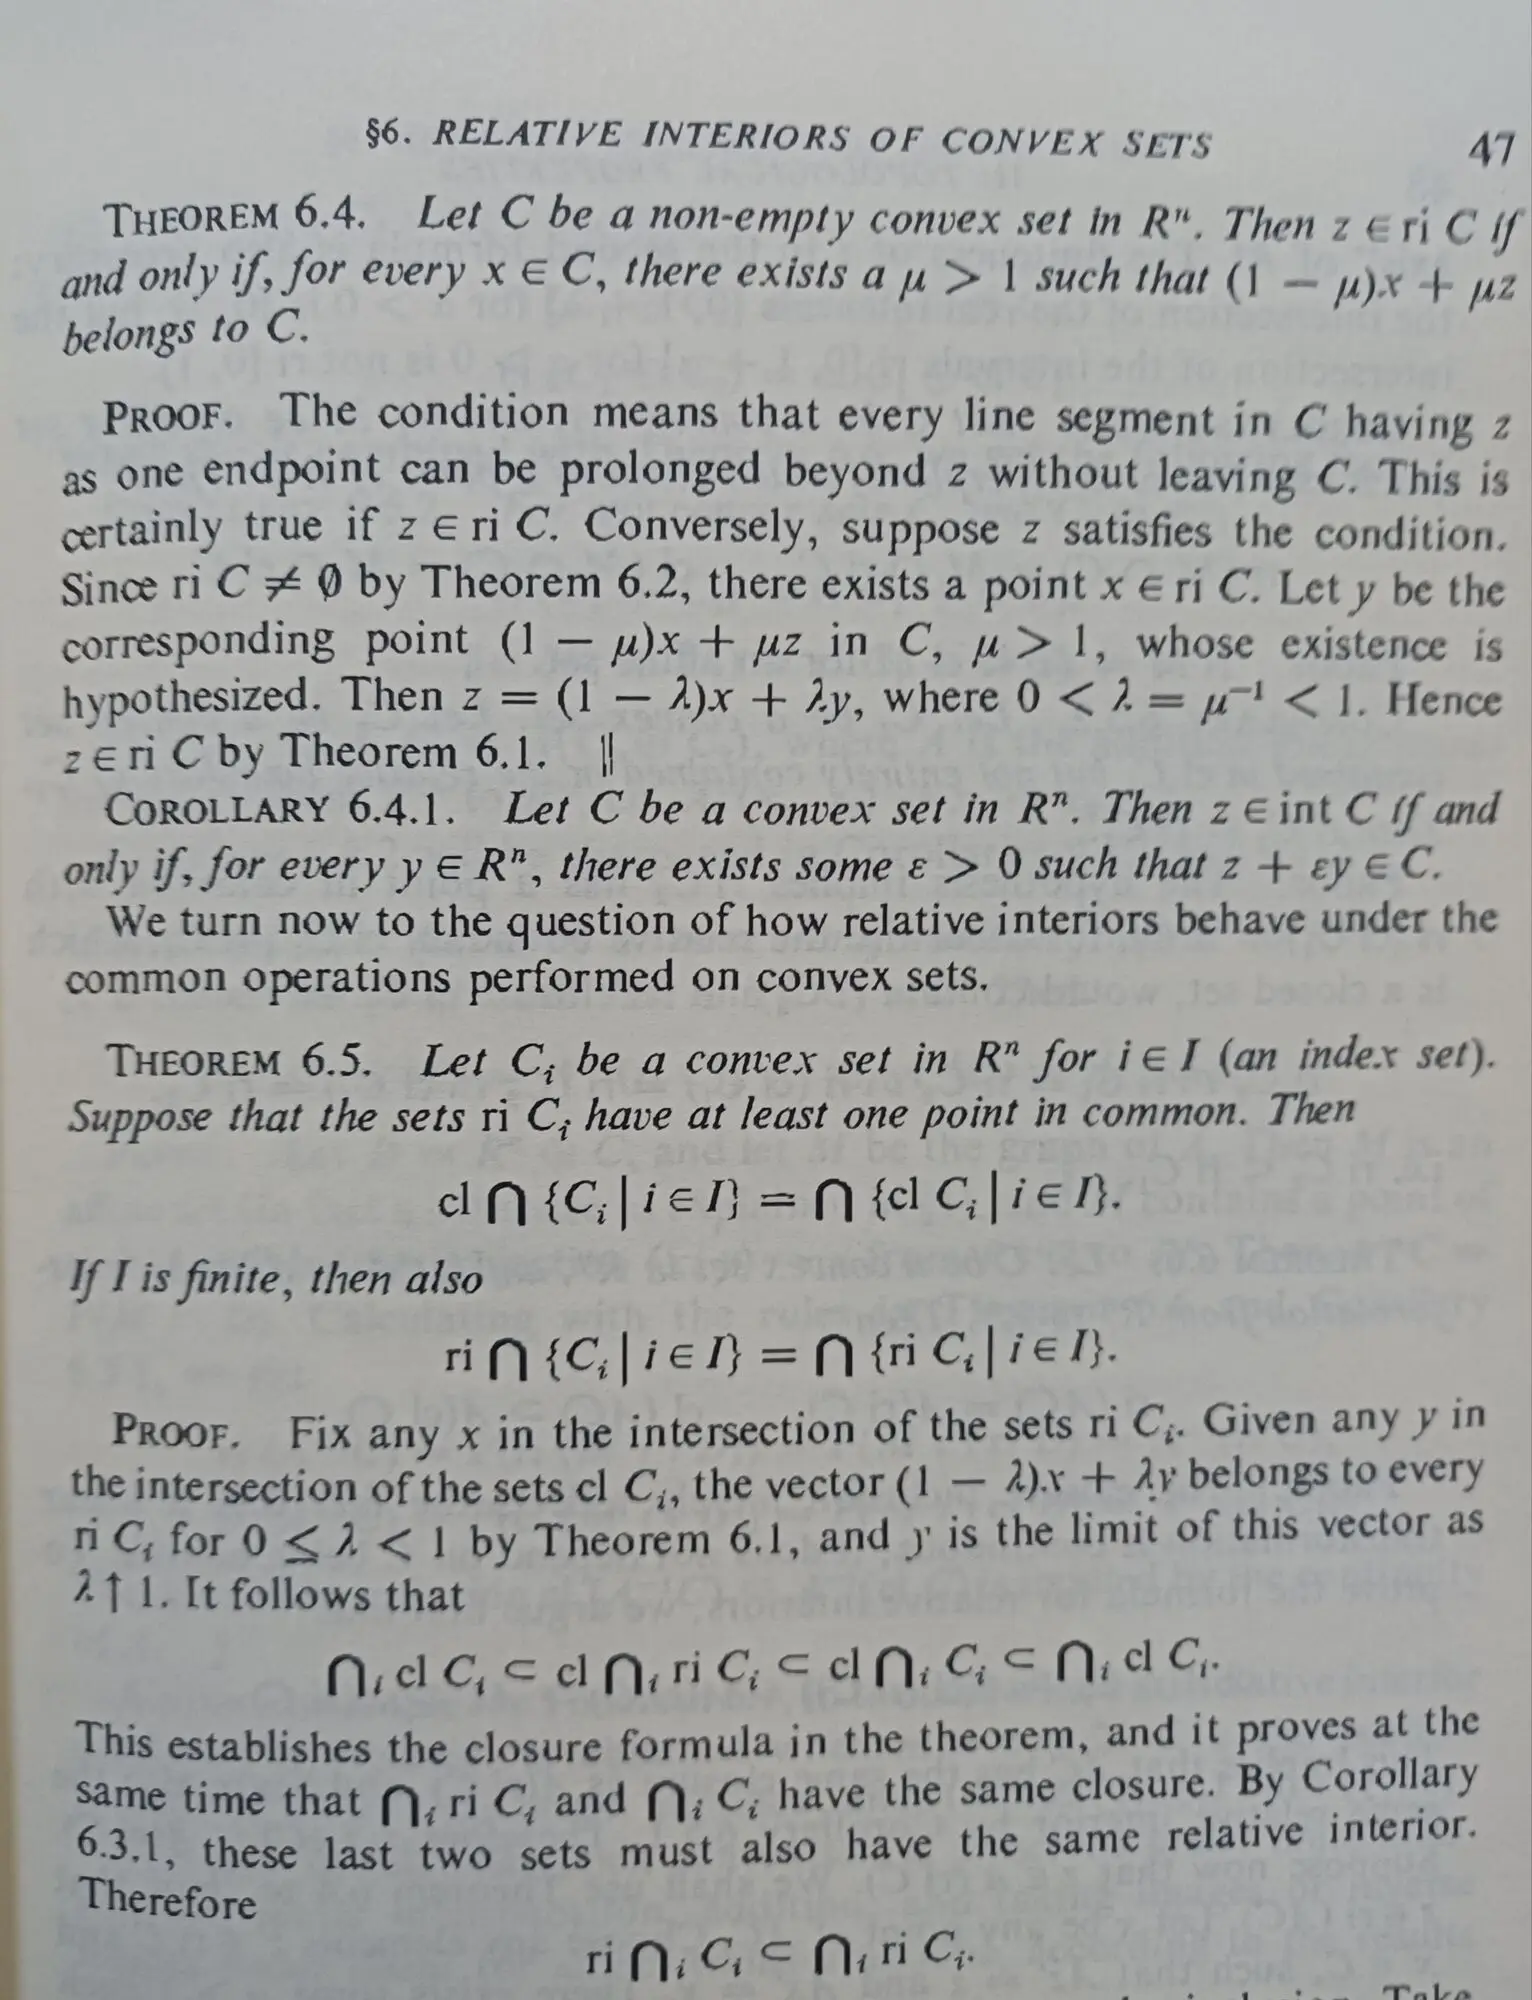 §6. RELATIVE INTERIORS OF CONVEX SETS 47
THEOREM 6.4. Let C be a non-empty convex set in Rⁿ. Then z ∈ ri C if
and only if, for every x ∈ C, there exists a μ > 1 such that (1 − μ)x + μz
belongs to C.
PROOF. The condition means that every line segment in C having z
as one endpoint can be prolonged beyond z without leaving C. This is
certainly true if z ∈ ri C. Conversely, suppose z satisfies the condition.
Since ri C ≠ ∅ by Theorem 6.2, there exists a point x ∈ ri C. Let y be the
corresponding point (1 − μ)x + μz in C, μ > 1, whose existence is
hypothesized. Then z = (1 − λ)x + λy, where 0 < λ = μ⁻¹ < 1. Hence
z ∈ ri C by Theorem 6.1. ‖
COROLLARY 6.4.1. Let C be a convex set in Rⁿ. Then z ∈ int C if and
only if, for every y ∈ Rⁿ, there exists some ε > 0 such that z + εy ∈ C.
We turn now to the question of how relative interiors behave under the
common operations performed on convex sets.
THEOREM 6.5. Let Cᵢ be a convex set in Rⁿ for i ∈ I (an index set).
Suppose that the sets ri Cᵢ have at least one point in common. Then
cl ⋂ {Cᵢ | i ∈ I} = ⋂ {cl Cᵢ | i ∈ I}.
If I is finite, then also
ri ⋂ {Cᵢ | i ∈ I} = ⋂ {ri Cᵢ | i ∈ I}.
PROOF. Fix any x in the intersection of the sets ri Cᵢ. Given any y in
the intersection of the sets cl Cᵢ, the vector (1 − λ)x + λy belongs to every
ri Cᵢ for 0 ≤ λ < 1 by Theorem 6.1, and y is the limit of this vector as
λ ↑ 1. It follows that
⋂ᵢ cl Cᵢ ⊂ cl ⋂ᵢ ri Cᵢ ⊂ cl ⋂ᵢ Cᵢ ⊂ ⋂ᵢ cl Cᵢ.
This establishes the closure formula in the theorem, and it proves at the
same time that ⋂ᵢ ri Cᵢ and ⋂ᵢ Cᵢ have the same closure. By Corollary
6.3.1, these last two sets must also have the same relative interior.
Therefore
ri ⋂ᵢ Cᵢ ⊂ ⋂ᵢ ri Cᵢ.
Take